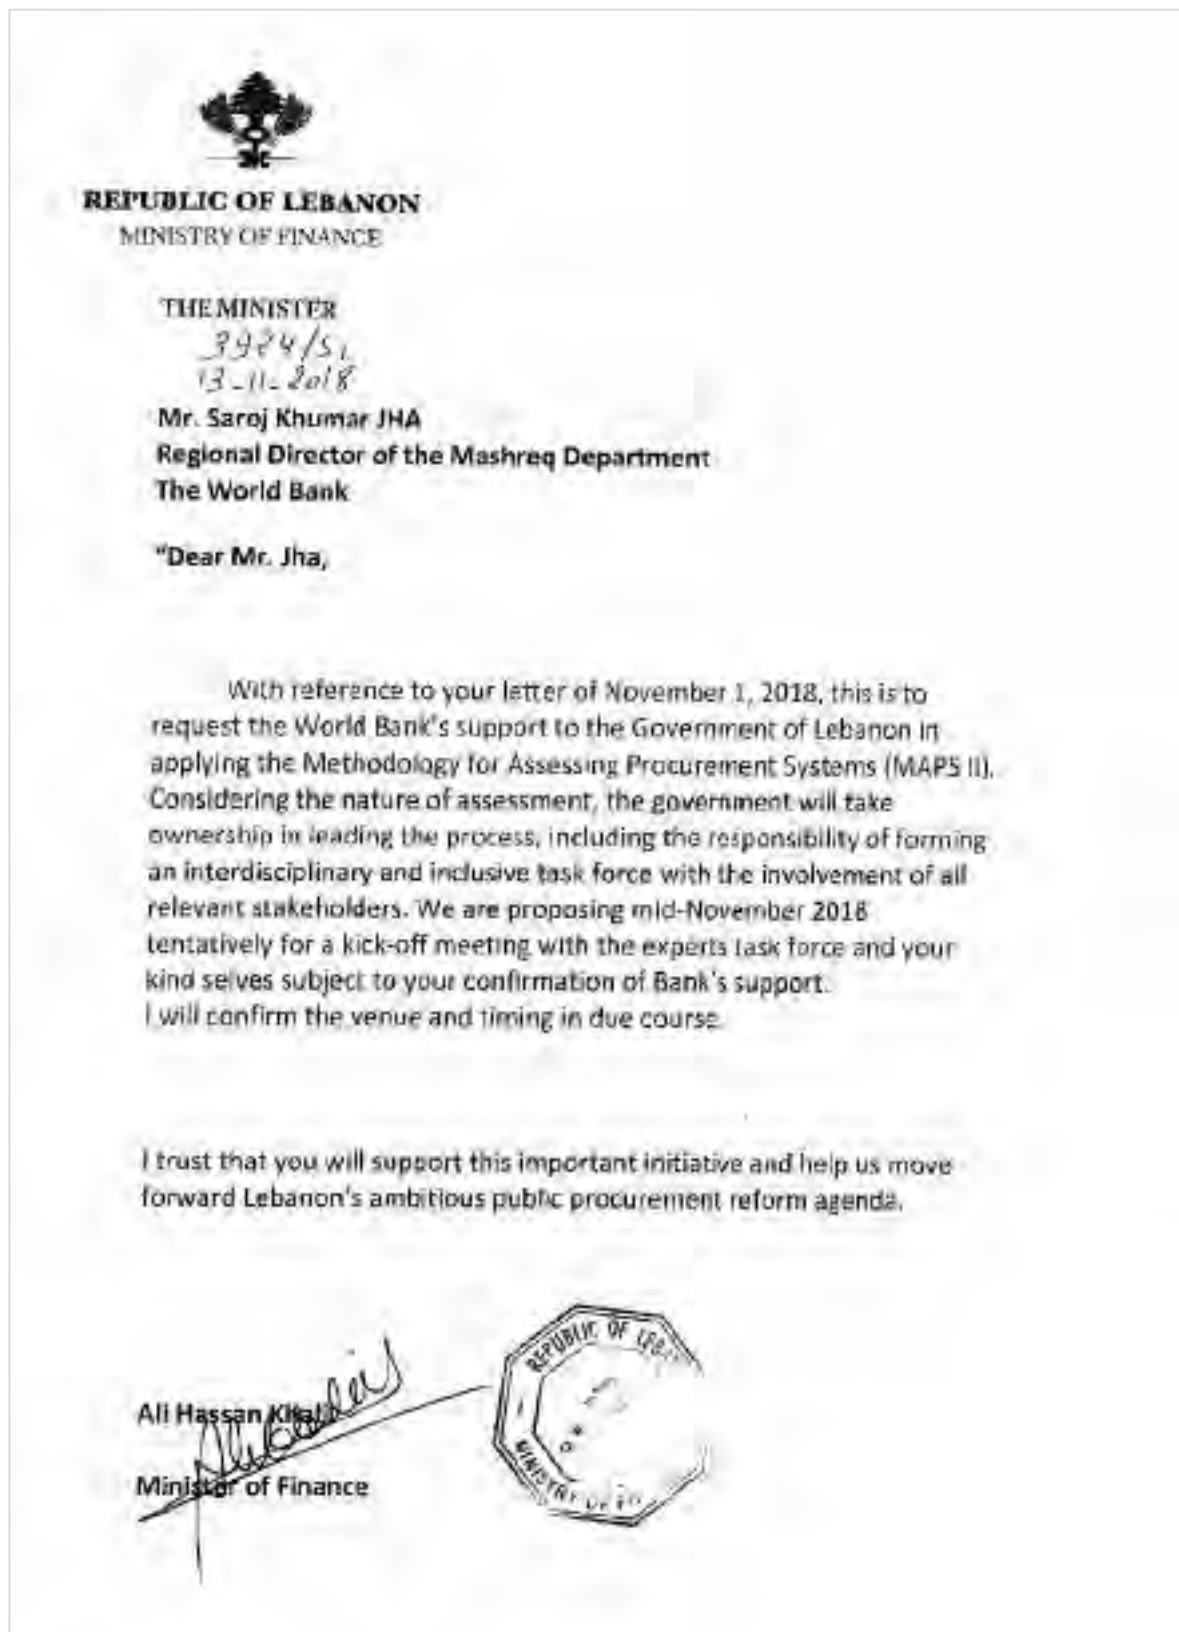 REPUBLIC OF LEBANON
MINISTRY OF FINANCE
THE MINISTER
13-11-2018
Mr. Saroj Khumar JHA
Regional Director of the Mashreq Department
The World Bank
"Dear Mr. Jha,
With reference to your letter of November 1, 2018, this is to
request the World Bank's support to the Government of Lebanon in
applying the Methodology for Assessing Procurement Systems (MAPS II).
Considering the nature of assessment, the government will take
ownership in leading the process, including the responsibility of forming
an interdisciplinary and inclusive task force with the involvement of all
relevant stakeholders. We are proposing mid-November 2018
tentatively for a kick-off meeting with the experts task force and your
kind selves subject to your confirmation of Bank's support.
I will confirm the venue and timing in due course.
I trust that you will support this important initiative and help us move
forward Lebanon's ambitious public procurement reform agenda.
Ali Hassan Khalil
Minister of Finance
REPUBLIC OF
MINISTRY OF